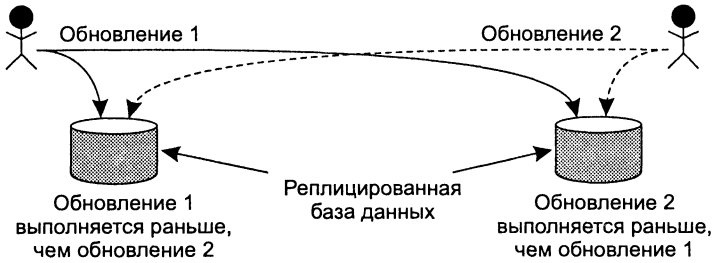 Обновление 1
Обновление 2
Реплицированная
база данных
Обновление 1
выполняется раньше,
чем обновление 2
Обновление 2
выполняется раньше,
чем обновление 1